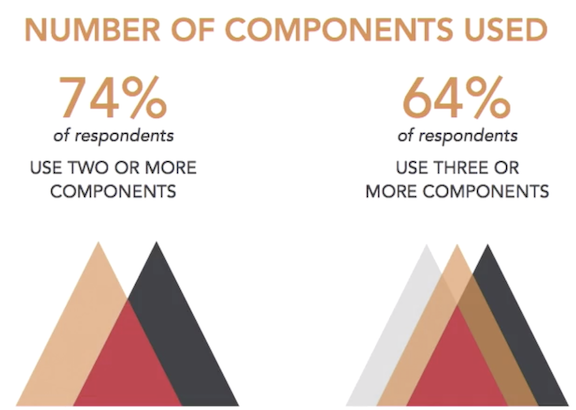 NUMBER OF COMPONENTS USED
74%
of respondents
USE TWO OR MORE
COMPONENTS
64%
of respondents
USE THREE OR
MORE COMPONENTS